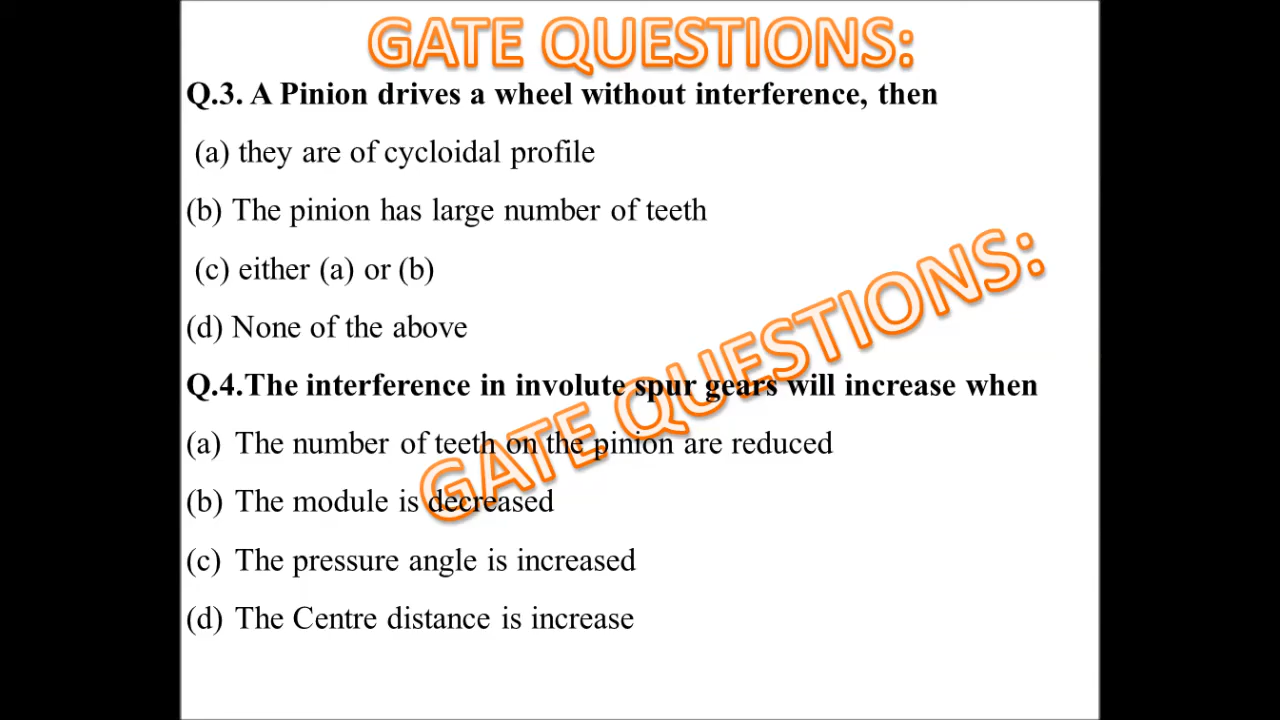 GATE QUESTIONS:
Q.3. A Pinion drives a wheel without interference, then
(a) they are of cycloidal profile
(b) The pinion has large number of teeth
(c) either (a) or (b)
(d) None of the above
Q.4.The interference in involute spur gears will increase when
(a) The number of teeth on the pinion are reduced
(b) The module is decreased
(c) The pressure angle is increased
(d) The Centre distance is increase
GATE QUESTIONS: